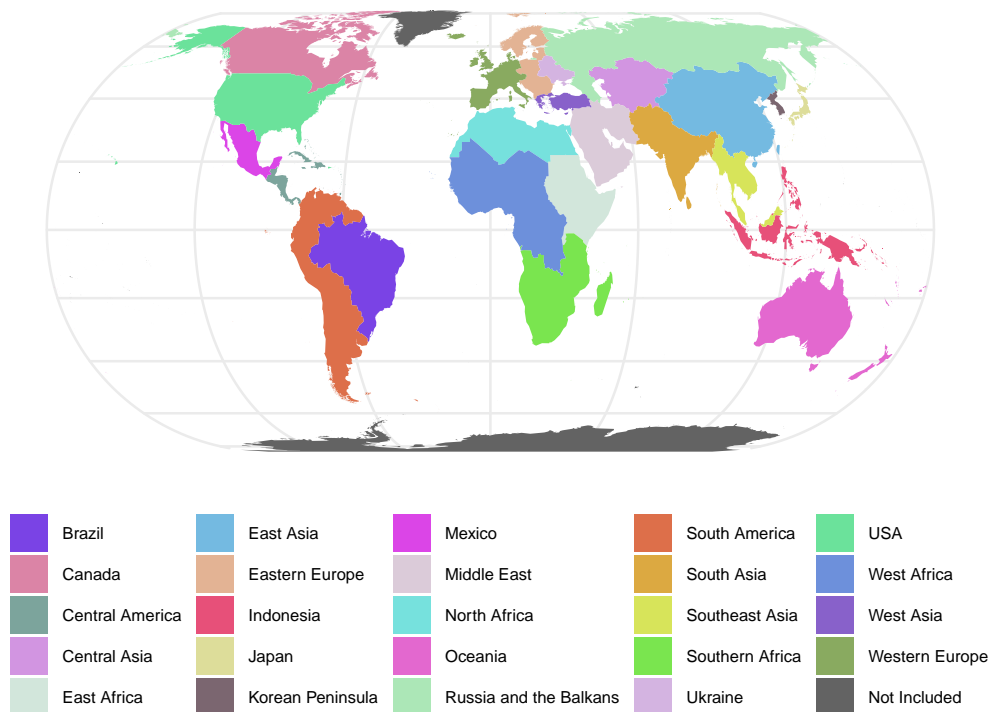 Brazil
Canada
Central America
Central Asia
East Africa
East Asia
Eastern Europe
Indonesia
Japan
Korean Peninsula
Mexico
Middle East
North Africa
Oceania
Russia and the Balkans
South America
South Asia
Southeast Asia
Southern Africa
Ukraine
USA
West Africa
West Asia
Western Europe
Not Included